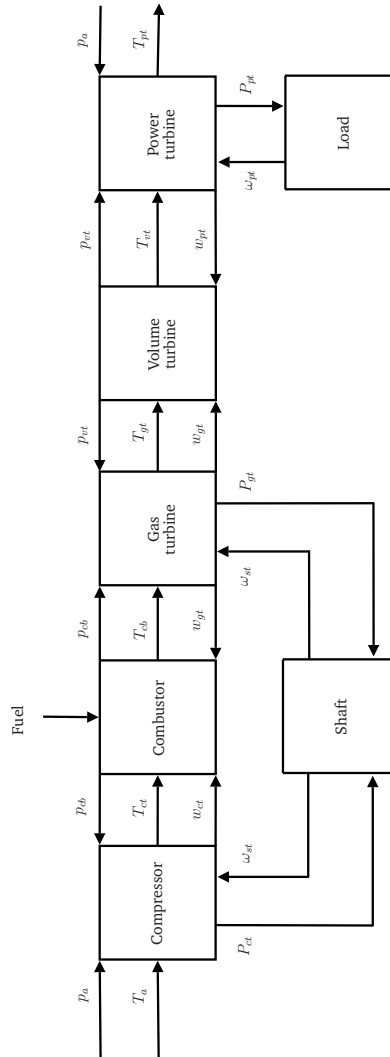 Fuel
p_a
p_cb
p_cb
p_vt
p_vt
p_a
T_a
T_ct
T_cb
T_gt
T_vt
T_pt
Compressor
Combustor
Gas
turbine
Volume
turbine
Power
turbine
w_ct
w_gt
w_gt
w_pt
P_ct
ω_st
ω_st
P_gt
ω_pt
P_pt
Shaft
Load